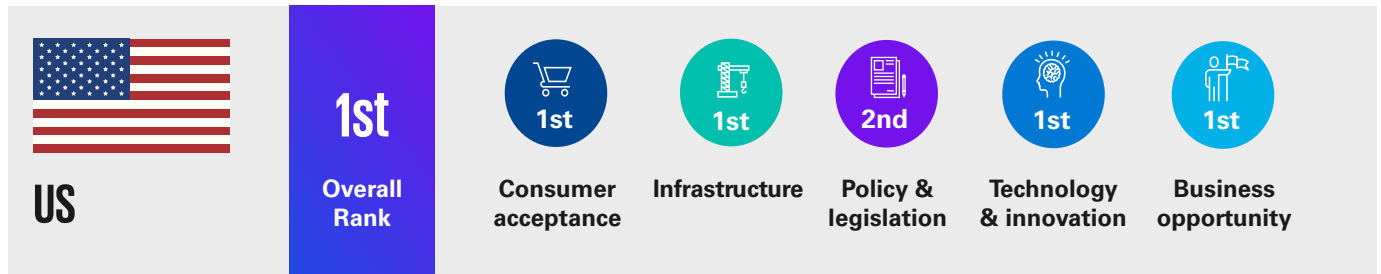 US
1st
Overall
Rank
1st
Consumer
acceptance
1st
Infrastructure
2nd
Policy &
legislation
1st
Technology
& innovation
1st
Business
opportunity